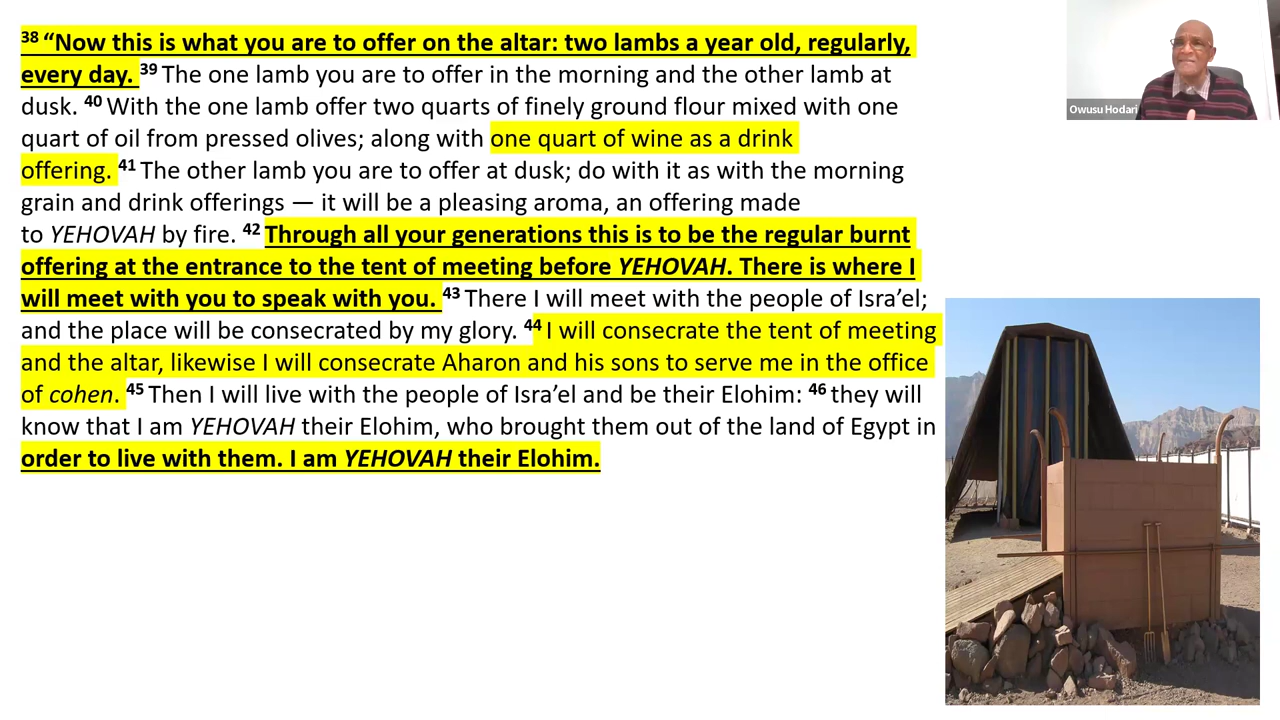 38 “Now this is what you are to offer on the altar: two lambs a year old, regularly,
every day. 39 The one lamb you are to offer in the morning and the other lamb at
dusk. 40 With the one lamb offer two quarts of finely ground flour mixed with one
quart of oil from pressed olives; along with one quart of wine as a drink
offering. 41 The other lamb you are to offer at dusk; do with it as with the morning
grain and drink offerings — it will be a pleasing aroma, an offering made
to YEHOVAH by fire. 42 Through all your generations this is to be the regular burnt
offering at the entrance to the tent of meeting before YEHOVAH. There is where I
will meet with you to speak with you. 43 There I will meet with the people of Isra’el;
and the place will be consecrated by my glory. 44 I will consecrate the tent of meeting
and the altar, likewise I will consecrate Aharon and his sons to serve me in the office
of cohen. 45 Then I will live with the people of Isra’el and be their Elohim: 46 they will
know that I am YEHOVAH their Elohim, who brought them out of the land of Egypt in
order to live with them. I am YEHOVAH their Elohim.
Owusu Hodari